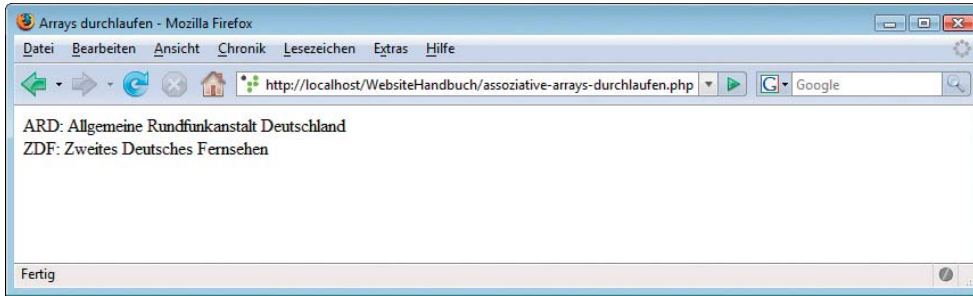 Arrays durchlaufen - Mozilla Firefox
Datei Bearbeiten Ansicht Chronik Lesezeichen Extras Hilfe
http://localhost/WebsiteHandbuch/assoziative-arrays-durchlaufen.php G Google
ARD: Allgemeine Rundfunkanstalt Deutschland
ZDF: Zweites Deutsches Fernsehen
Fertig